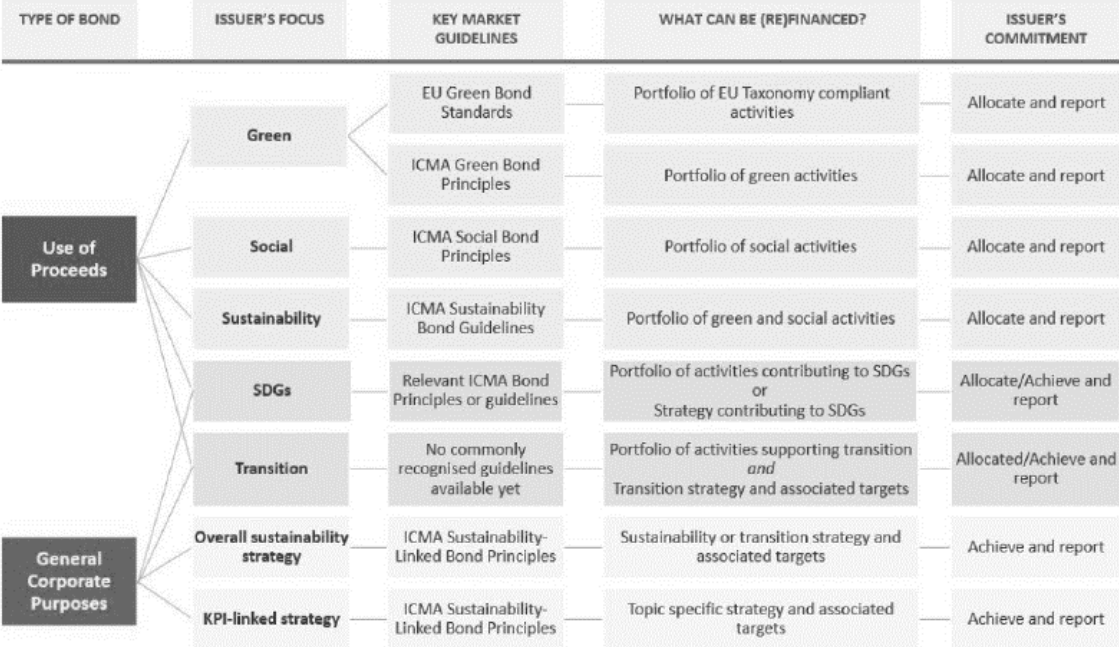 TYPE OF BOND
ISSUER'S FOCUS
KEY MARKET
GUIDELINES
WHAT CAN BE (RE)FINANCED?
ISSUER'S
COMMITMENT
Use of
Proceeds
Green
EU Green Bond
Standards
Portfolio of EU Taxonomy compliant
activities
Allocate and report
ICMA Green Bond
Principles
Portfolio of green activities
Allocate and report
Social
ICMA Social Bond
Principles
Portfolio of social activities
Allocate and report
Sustainability
ICMA Sustainability
Bond Guidelines
Portfolio of green and social activities
Allocate and report
SDGs
Relevant ICMA Bond
Principles or guidelines
Portfolio of activities contributing to SDGs
or
Strategy contributing to SDGs
Allocate/Achieve and
report
Transition
No commonly
recognised guidelines
available yet
Portfolio of activities supporting transition
and
Transition strategy and associated targets
Allocated/Achieve and
report
General
Corporate
Purposes
Overall sustainability
strategy
ICMA Sustainability-
Linked Bond Principles
Sustainability or transition strategy and
associated targets
Achieve and report
KPI-linked strategy
ICMA Sustainability-
Linked Bond Principles
Topic specific strategy and associated
targets
Achieve and report